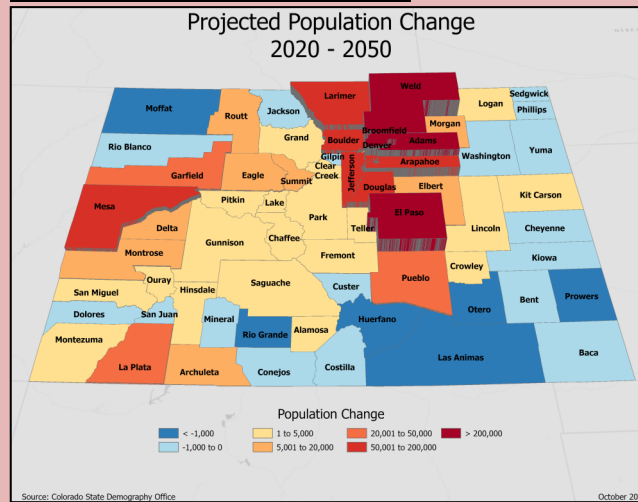 Projected Population Change
2020 - 2050
Moffat
Routt
Jackson
Larimer
Weld
Logan
Sedgwick
Phillips
Rio Blanco
Grand
Boulder
Broomfield
Denver
Adams
Morgan
Washington
Yuma
Garfield
Eagle
Summit
Gilpin
Clear
Creek
Jefferson
Arapahoe
Mesa
Pitkin
Lake
Park
Douglas
Elbert
Kit Carson
Delta
Gunnison
Chaffee
Teller
El Paso
Lincoln
Cheyenne
Montrose
Fremont
Kiowa
Ouray
San Miguel
Hinsdale
Saguache
Custer
Pueblo
Crowley
Dolores
San Juan
Mineral
Rio Grande
Alamosa
Huerfano
Otero
Bent
Prowers
Montezuma
La Plata
Archuleta
Conejos
Costilla
Las Animas
Baca
Population Change
< -1,000
1 to 5,000
20,001 to 50,000
> 200,000
-1,000 to 0
5,001 to 20,000
50,001 to 200,000
Source: Colorado State Demography Office
October 20